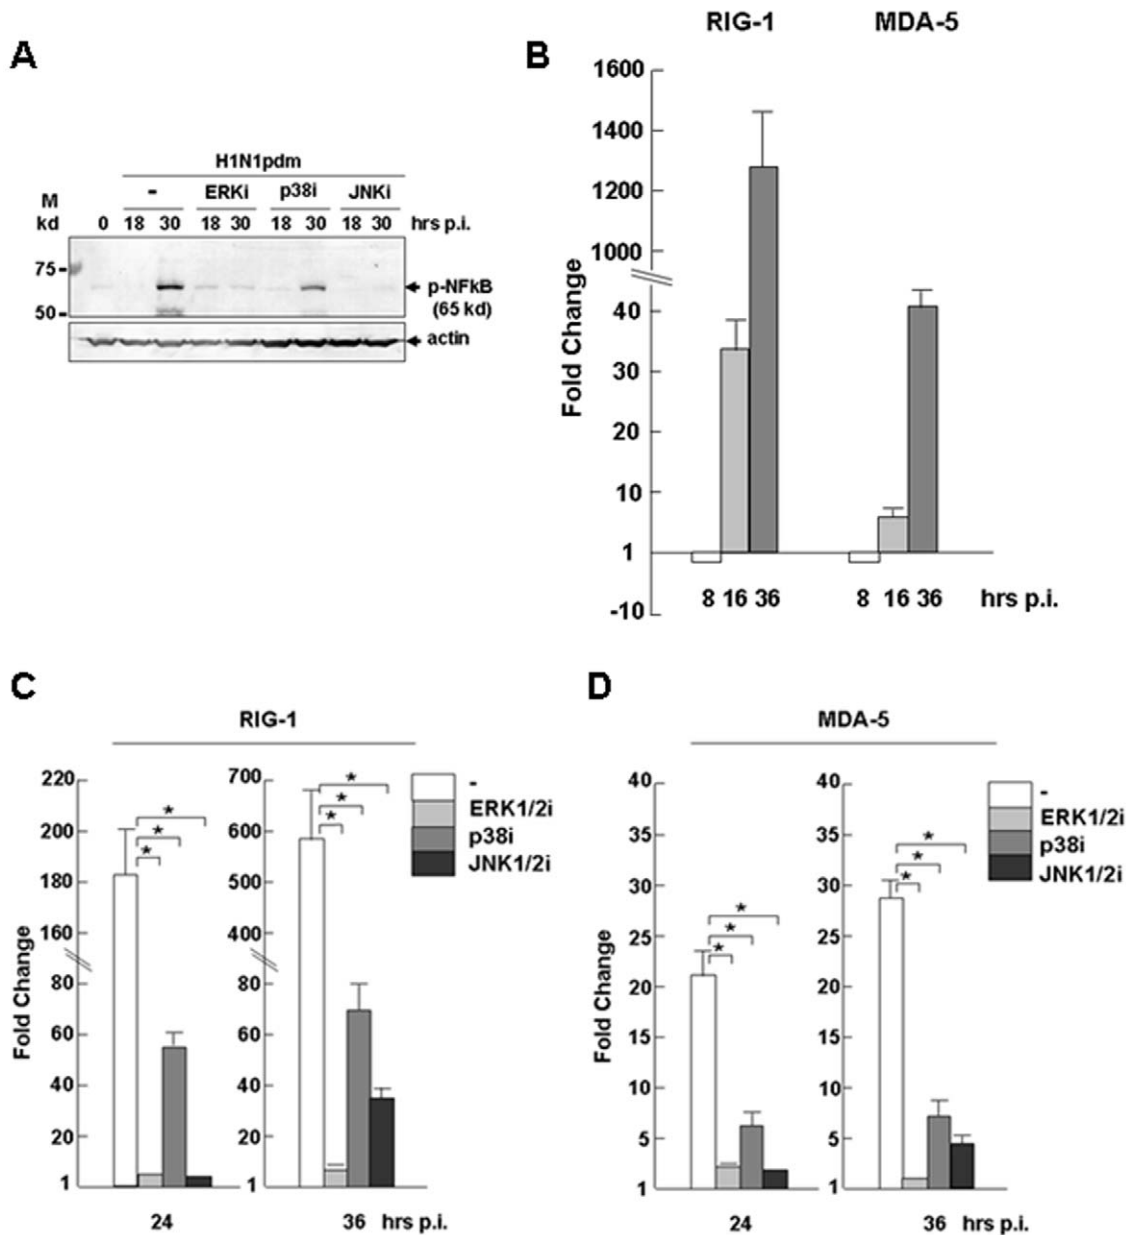 A
H1N1pdm
- ERKi p38i JNKi
M
kd 0 18 30 18 30 18 30 18 30 hrs p.i.
75
p-NFkB
50 (65 kd)
actin
B
RIG-1 MDA-5
Fold Change
1600
1400
1200
1000
40
30
20
10
1
-10
8 16 36 8 16 36 hrs p.i.
C
RIG-1
Fold Change
220
200
180
160
80
60
40
20
1
24
700
600
500
400
80
60
40
20
1
36 hrs p.i.
* * *
* * *
-
ERK1/2i
p38i
JNK1/2i
D
MDA-5
Fold Change
40
35
30
25
20
15
10
5
1
24
40
35
30
25
20
15
10
5
1
36 hrs p.i.
* * *
* * *
-
ERK1/2i
p38i
JNK1/2i